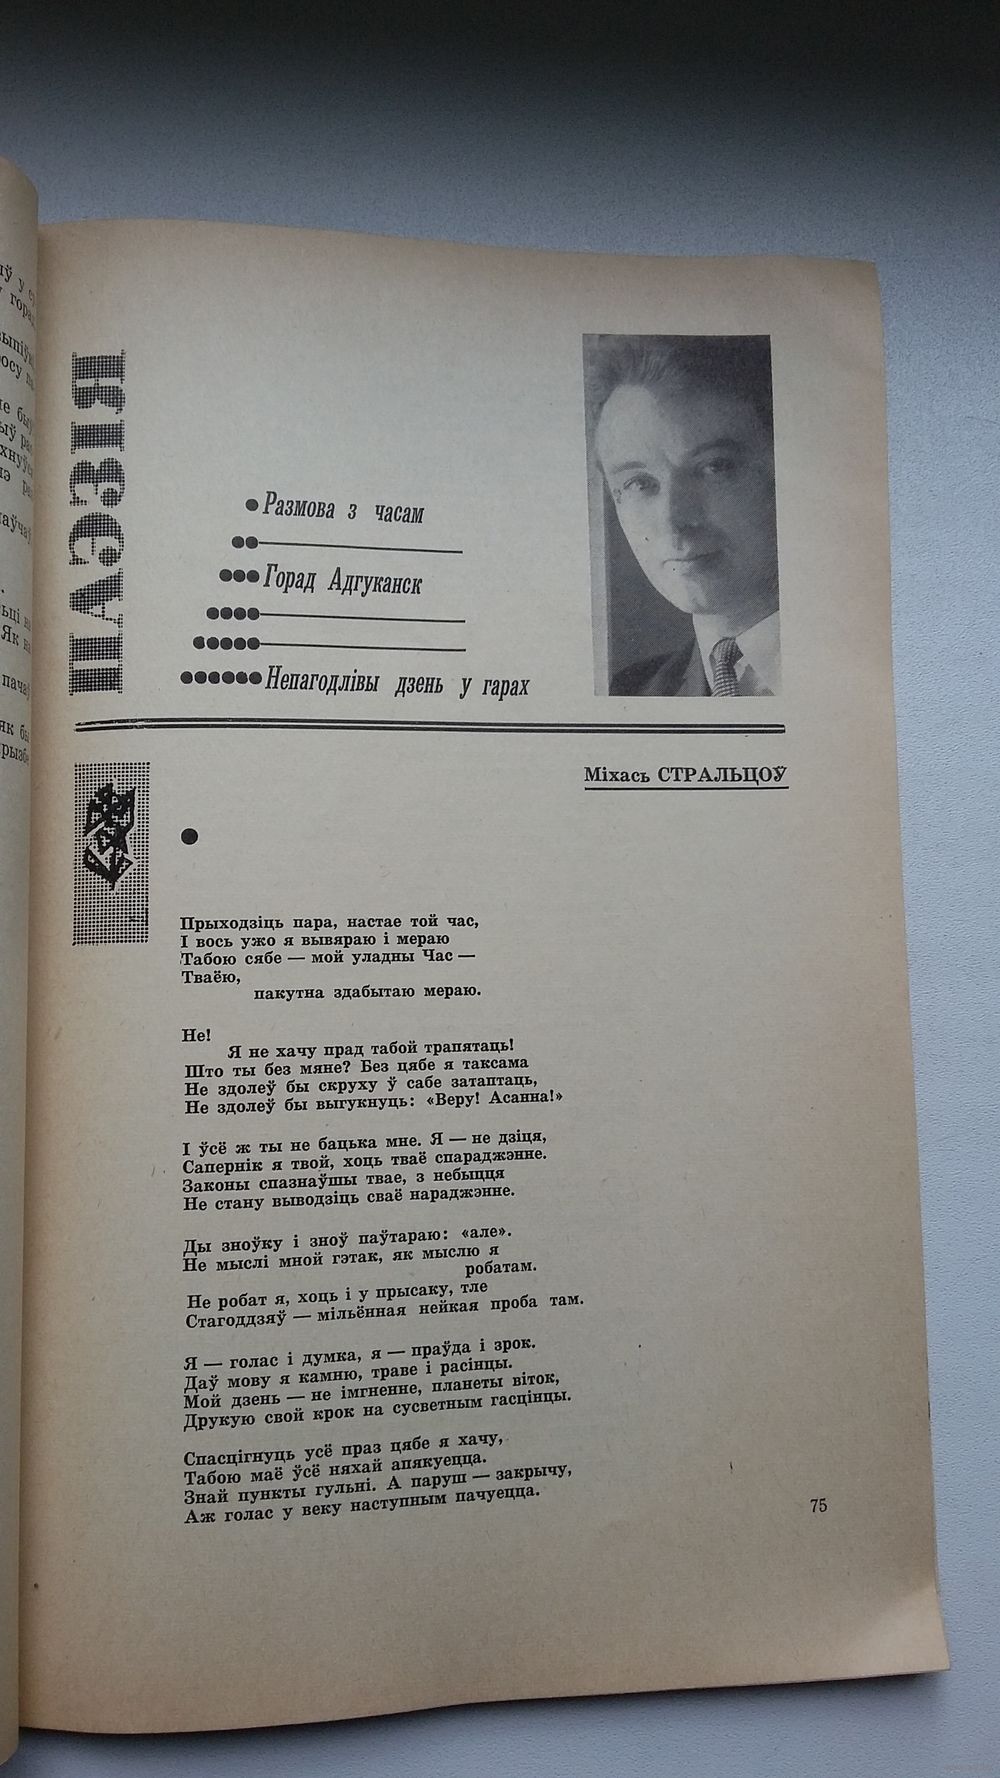 ПАЭЗІЯ
●Размова з часам
●●
●●●Горад Адгуканск
●●●●
●●●●●
●●●●●●Непагодлівы дзень у гарах
Міхась СТРАЛЬЦОЎ
●
Прыходзіць пара, настае той час,
І вось ужо я вывяраю і мераю
Табою сябе — мой уладны Час —
Тваёю,
пакутна здабытаю мераю.
Не!
Я не хачу прад табой трапятаць!
Што ты без мяне? Без цябе я таксама
Не здолеў бы скруху ў сабе затаптаць,
Не здолеў бы выгукнуць: «Веру! Асанна!»
І ўсё ж ты не бацька мне. Я — не дзіця,
Сапернік я твой, хоць тваё спараджэнне.
Законы спазнаўшы твае, з небыцця
Не стану выводзіць сваё нараджэнне.
Ды зноўку і зноў паўтараю: «але».
Не мыслі мной гэтак, як мыслю я
робатам.
Не робат я, хоць і у прысаку, тле
Стагоддзяў — мільённая нейкая проба там.
Я — голас і думка, я — праўда і зрок.
Даў мову я камню, траве і расінцы.
Мой дзень — не імгненне, планеты віток,
Друкую свой крок на сусветным гасцінцы.
Спасцігнуць усё праз цябе я хачу,
Табою маё ўсё няхай апякуецца.
Знай пункты гульні. А паруш — закрычу,
Аж голас у веку наступным пачуецца.
75